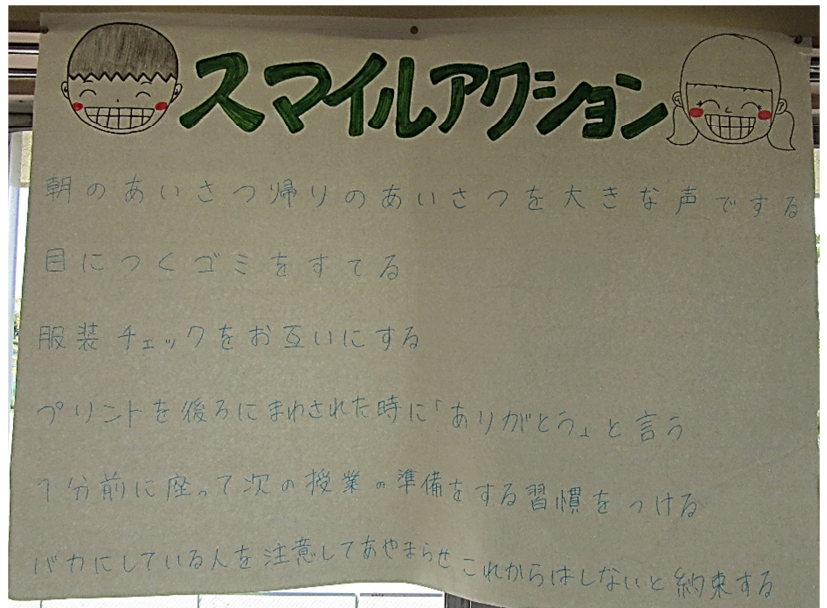 スマイルアクション
朝のあいさつ帰りのあいさつを大きな声でする
目につくゴミをすてる
服装チェックをお互いにする
プリントを後ろにまわされた時に「ありがとう」と言う
1分前に座って次の授業の準備をする習慣をつける
バカにしている人を注意してあやまらせこれからはしないと約束する